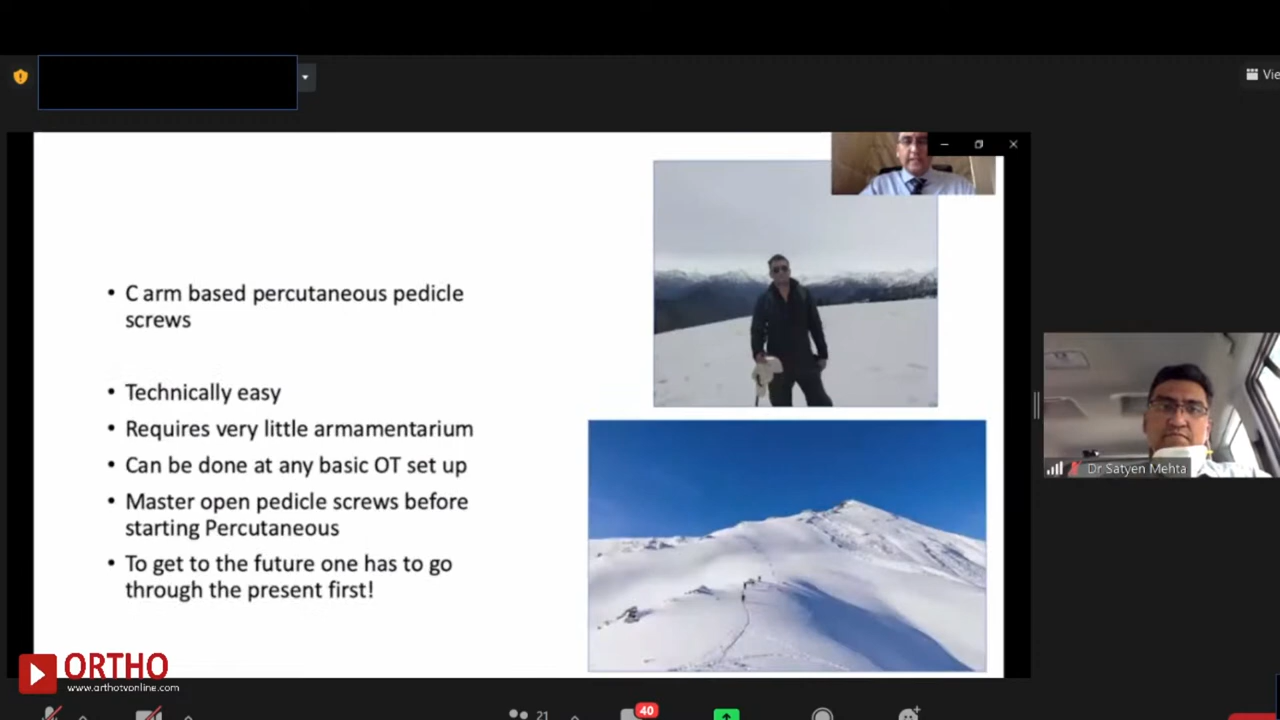 Vie
• C arm based percutaneous pedicle
screws
• Technically easy
• Requires very little armamentarium
• Can be done at any basic OT set up
• Master open pedicle screws before
starting Percutaneous
• To get to the future one has to go
through the present first!
Dr Satyen Mehta
ORTHO
www.orthotvonline.com
21
40